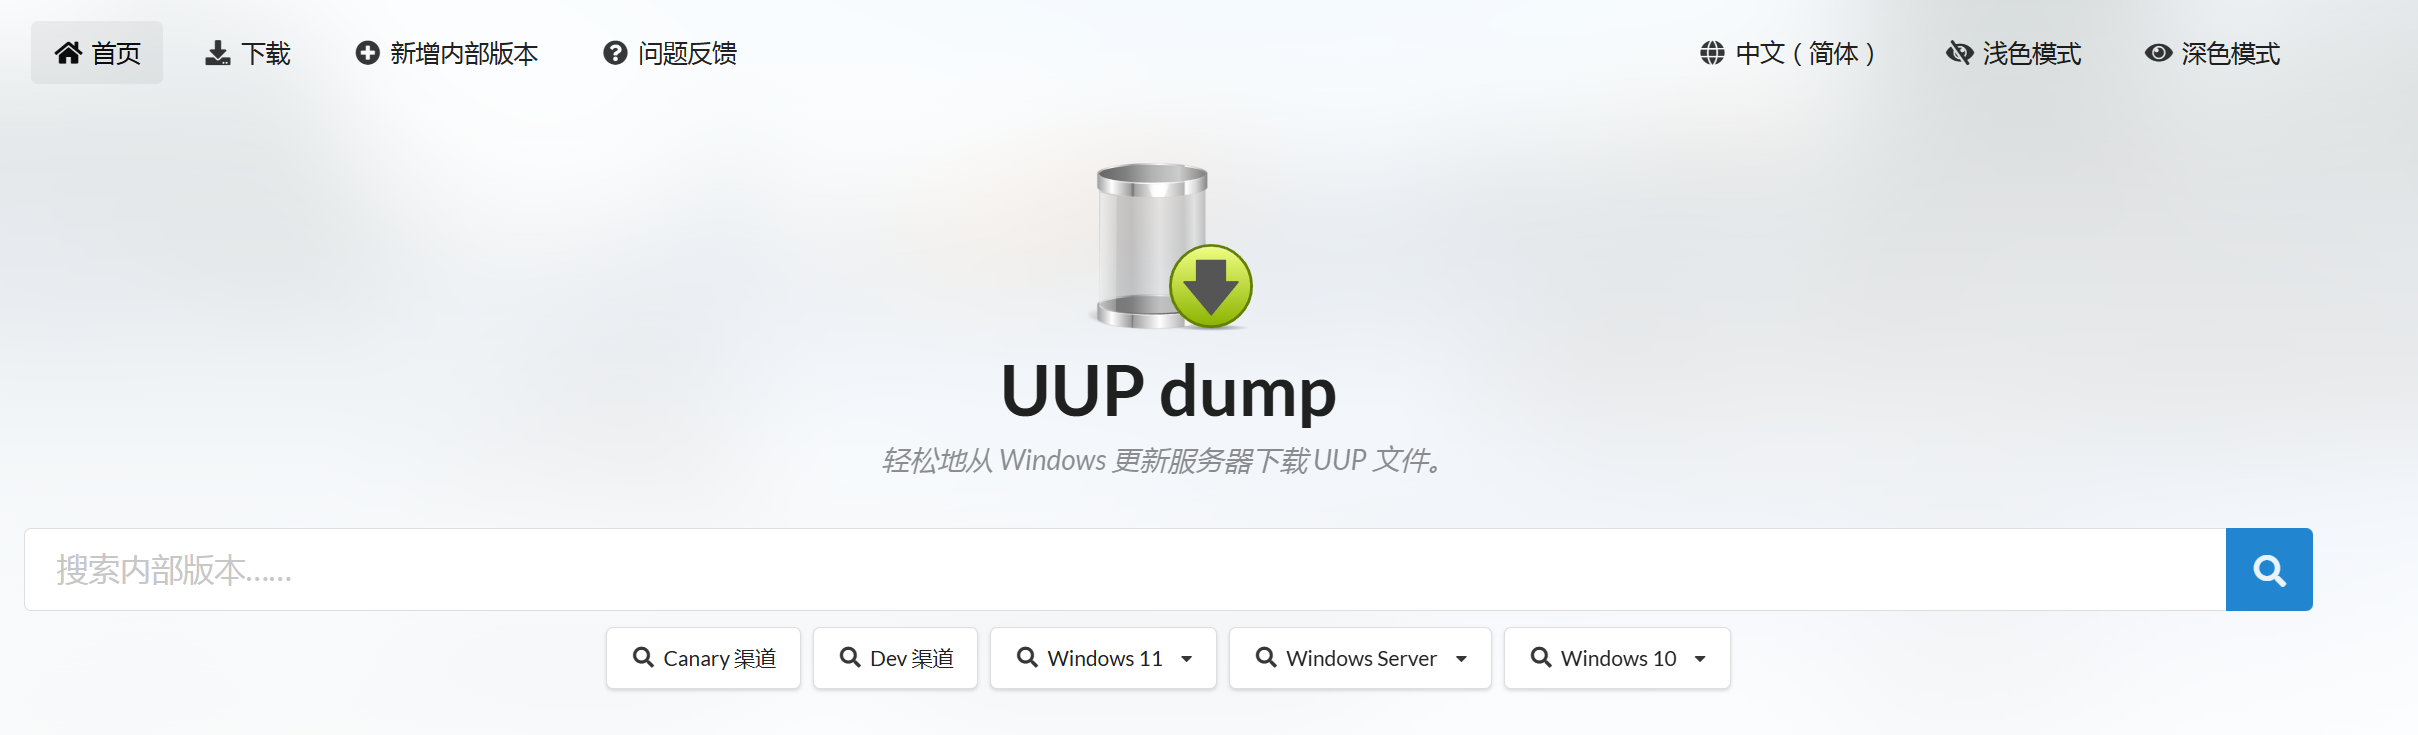 首页 下载 新增内部版本 问题反馈 中文（简体） 浅色模式 深色模式
UUP dump
轻松地从 Windows 更新服务器下载 UUP 文件。
搜索内部版本……
Canary 渠道 Dev 渠道 Windows 11 Windows Server Windows 10